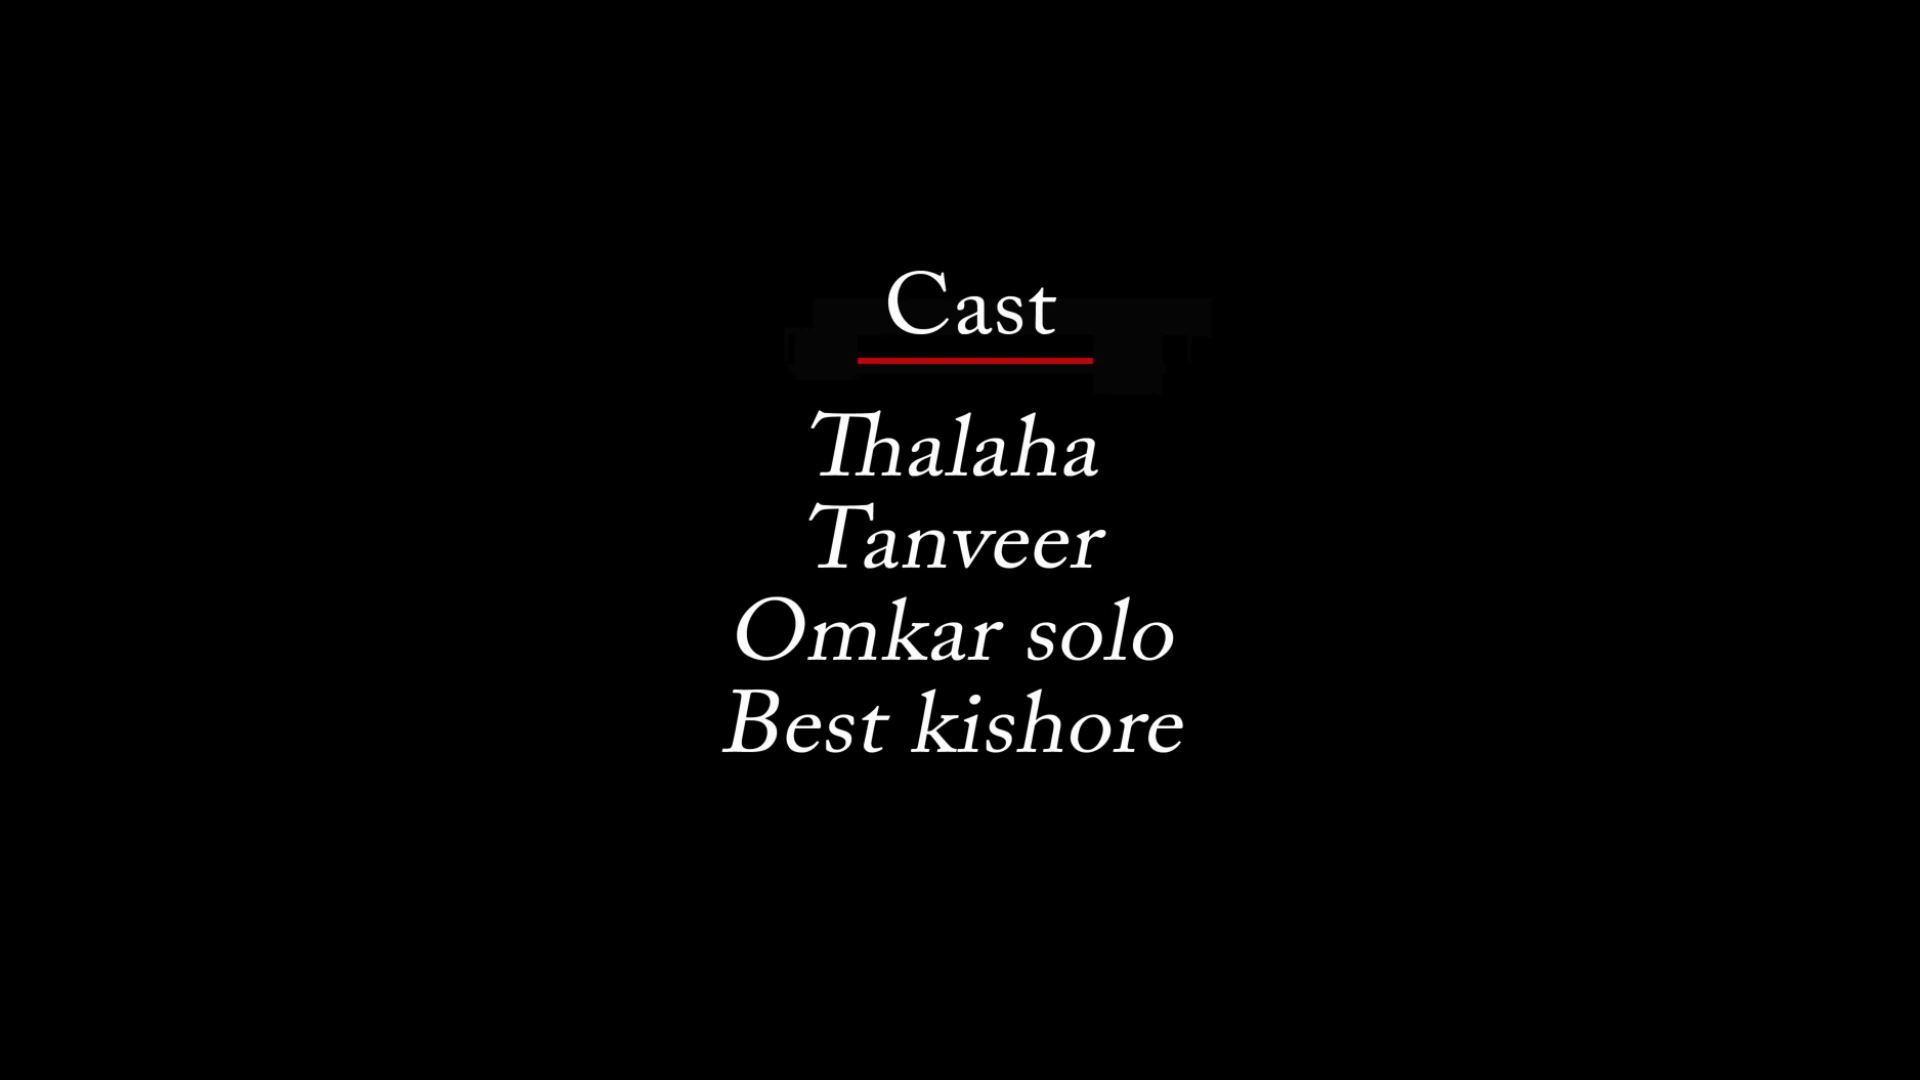 Cast
Thalaha
Tanveer
Omkar solo
Best kishore